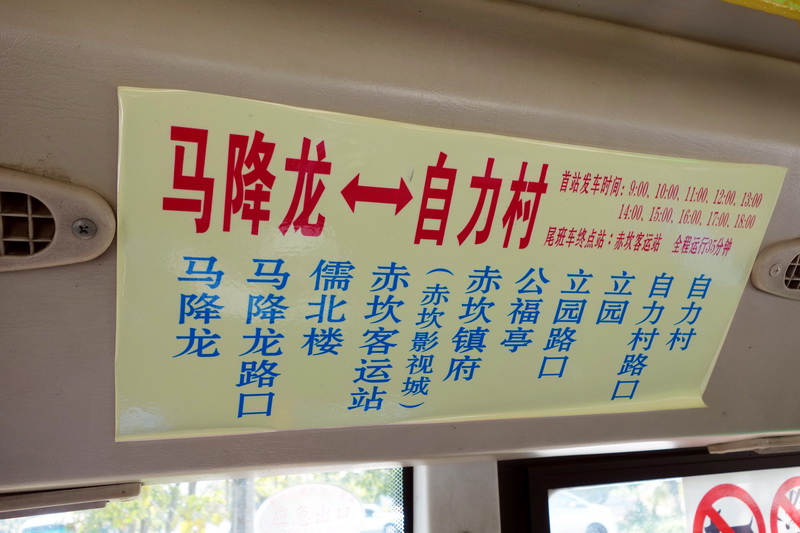 马降龙↔自力村
首站发车时间：9:00, 10:00, 11:00, 12:00, 13:00
14:00, 15:00, 16:00, 17:00, 18:00
尾班车终点站：赤坎客运站 全程运行35分钟
马降龙
马降龙路口
儒北楼
赤坎客运站
（赤坎影视城）
赤坎镇府
公福亭
立园路口
立园
自力村路口
自力村
应急出口